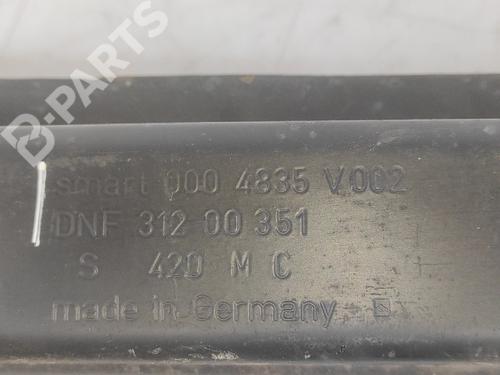 B-PARTS
smart 000 4835 V002
DNF 312 00 351
S 420 M C
made in Germany